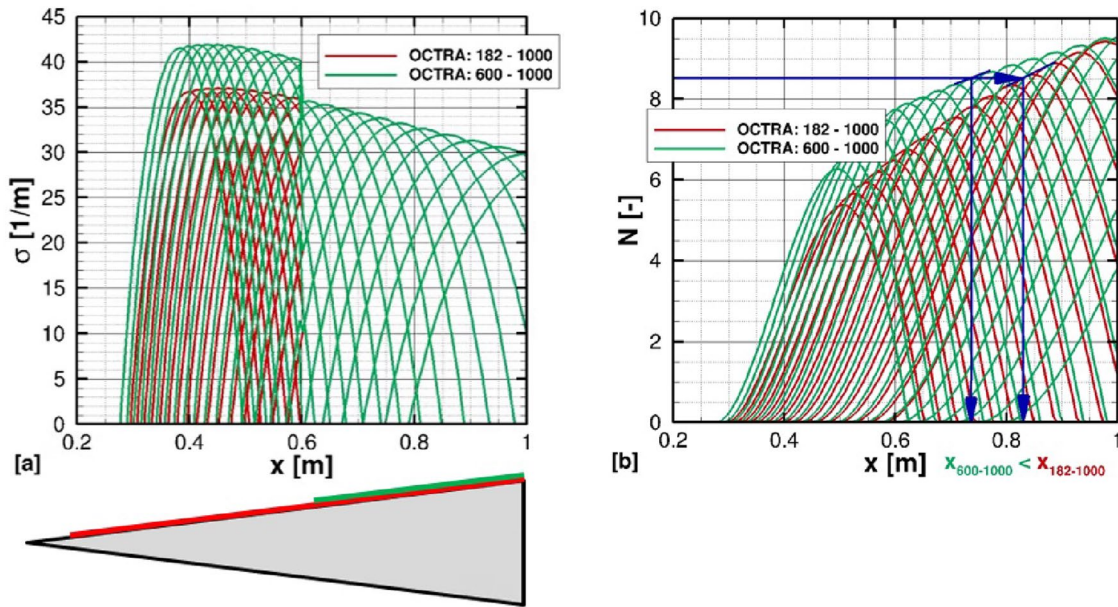 45
40
35
30
25
20
15
10
5
0
σ [1/m]
OCTRA: 182 - 1000
OCTRA: 600 - 1000
0.2
0.4
0.6
0.8
1
[a]
x [m]
10
8
6
4
2
0
N [-]
OCTRA: 182 - 1000
OCTRA: 600 - 1000
0.2
0.4
0.6
0.8
1
[b]
x [m]
x600-1000 < x182-1000